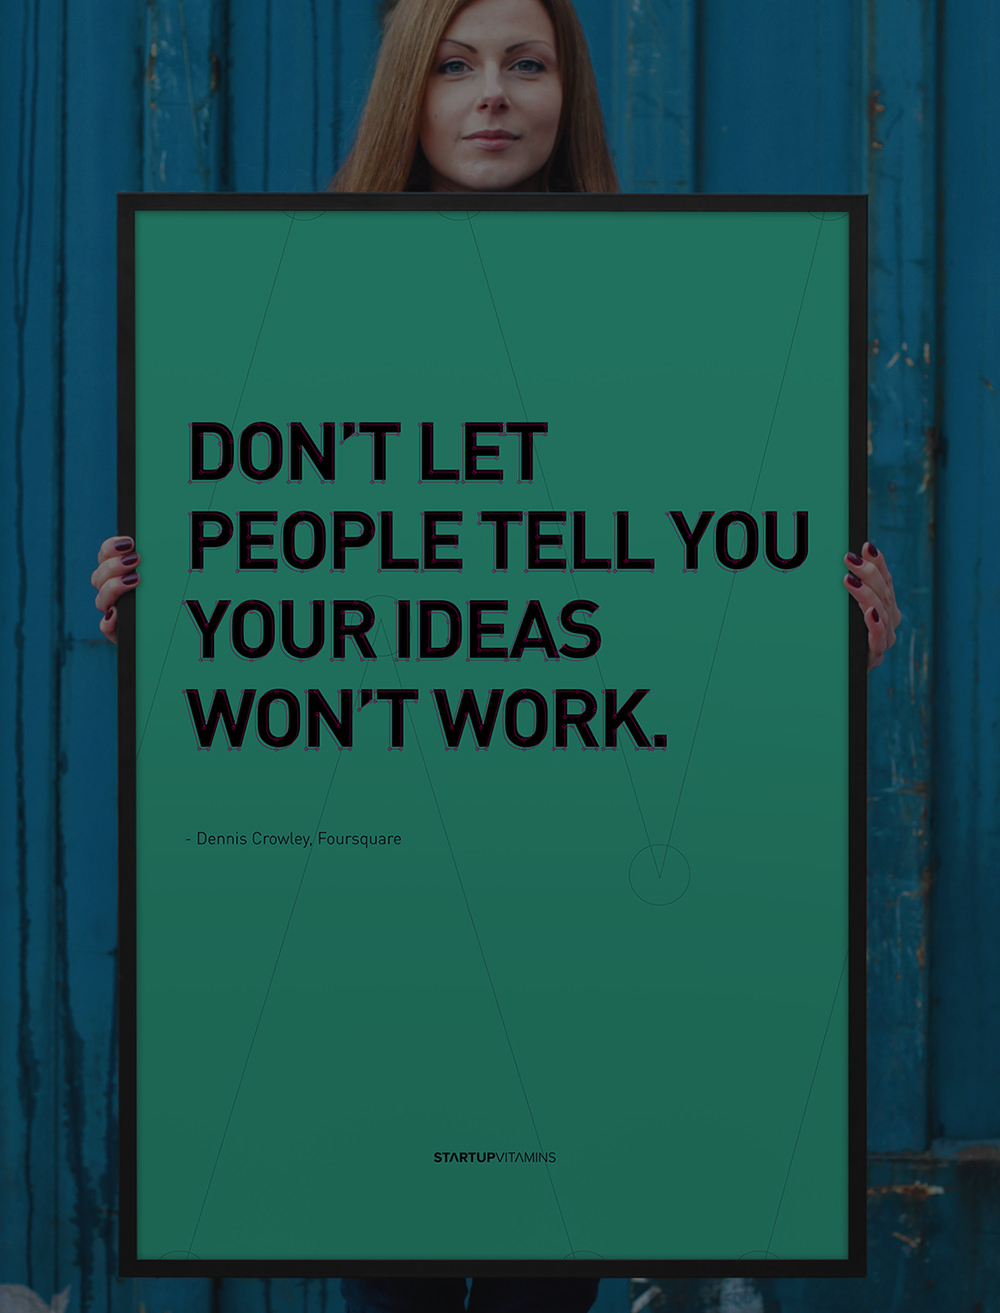 DON'T LET
PEOPLE TELL YOU
YOUR IDEAS
WON'T WORK.
- Dennis Crowley, Foursquare
STARTUPVITAMINS